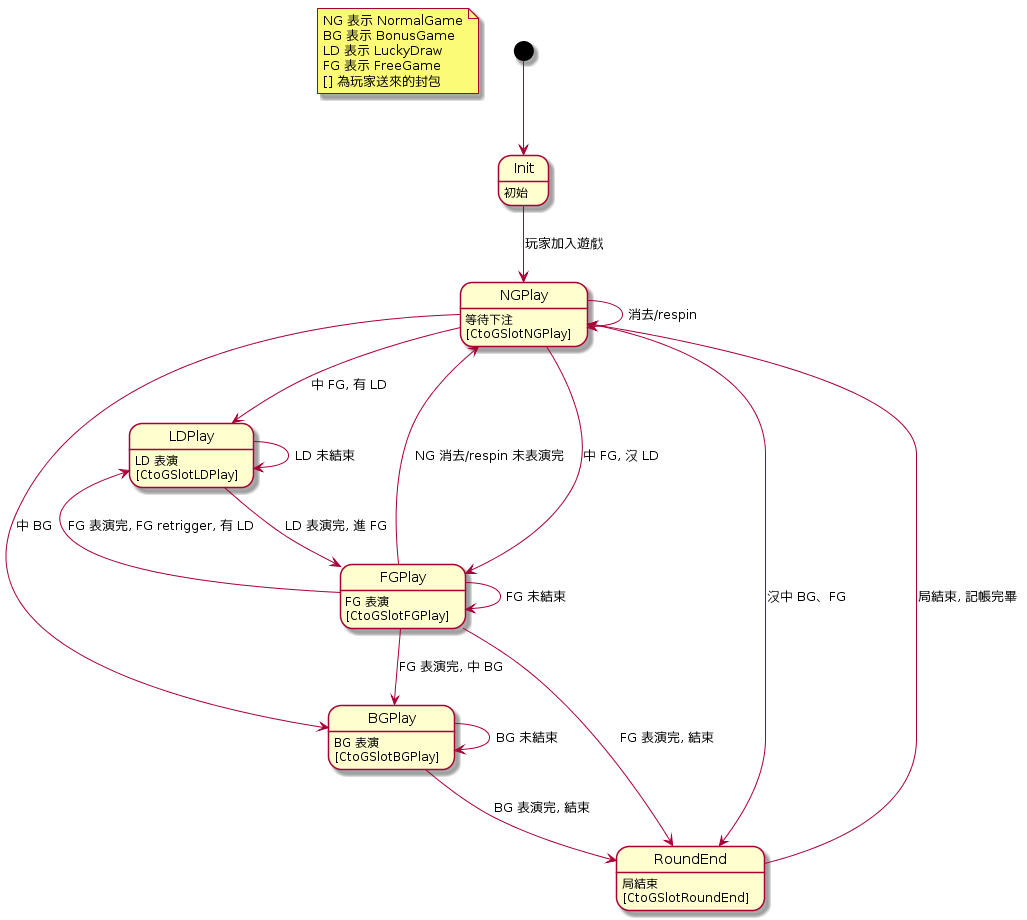 NG 表示 NormalGame
BG 表示 BonusGame
LD 表示 LuckyDraw
FG 表示 FreeGame
[] 為玩家送來的封包
Init
初始
玩家加入遊戲
NGPlay
等待下注
[CtoGSlotNGPlay]
消去/respin
中 FG, 有 LD
LDPlay
LD 表演
[CtoGSlotLDPlay]
LD 未結束
NG 消去/respin 未表演完
中 FG, 沒 LD
中 BG
FG 表演完, FG retrigger, 有 LD
LD 表演完, 進 FG
FGPlay
FG 表演
[CtoGSlotFGPlay]
FG 未結束
沒中 BG、FG
局結束, 記帳完畢
FG 表演完, 中 BG
BGPlay
BG 表演
[CtoGSlotBGPlay]
BG 未結束
FG 表演完, 結束
BG 表演完, 結束
RoundEnd
局結束
[CtoGSlotRoundEnd]